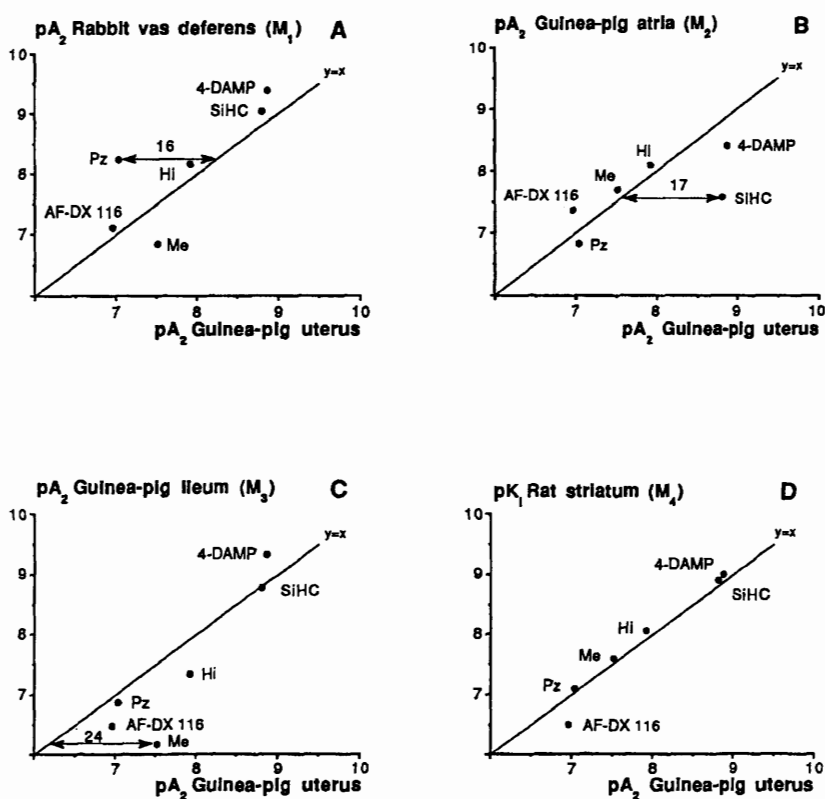 pA2 Rabbit vas deferens (M1) A
10
9
8
7
y=x
4-DAMP
SiHC
16
Pz
Hi
AF-DX 116
Me
7 8 9 10
pA2 Guinea-pig uterus
pA2 Guinea-pig atria (M2) B
10
9
8
7
y=x
Hi
4-DAMP
Me
17
AF-DX 116
SiHC
Pz
7 8 9 10
pA2 Guinea-pig uterus
pA2 Guinea-pig ileum (M3) C
10
9
8
7
y=x
4-DAMP
SiHC
Hi
Pz
AF-DX 116
24
Me
7 8 9 10
pA2 Guinea-pig uterus
pKi Rat striatum (M4) D
10
9
8
7
y=x
4-DAMP
SiHC
Hi
Me
Pz
AF-DX 116
7 8 9 10
pA2 Guinea-pig uterus